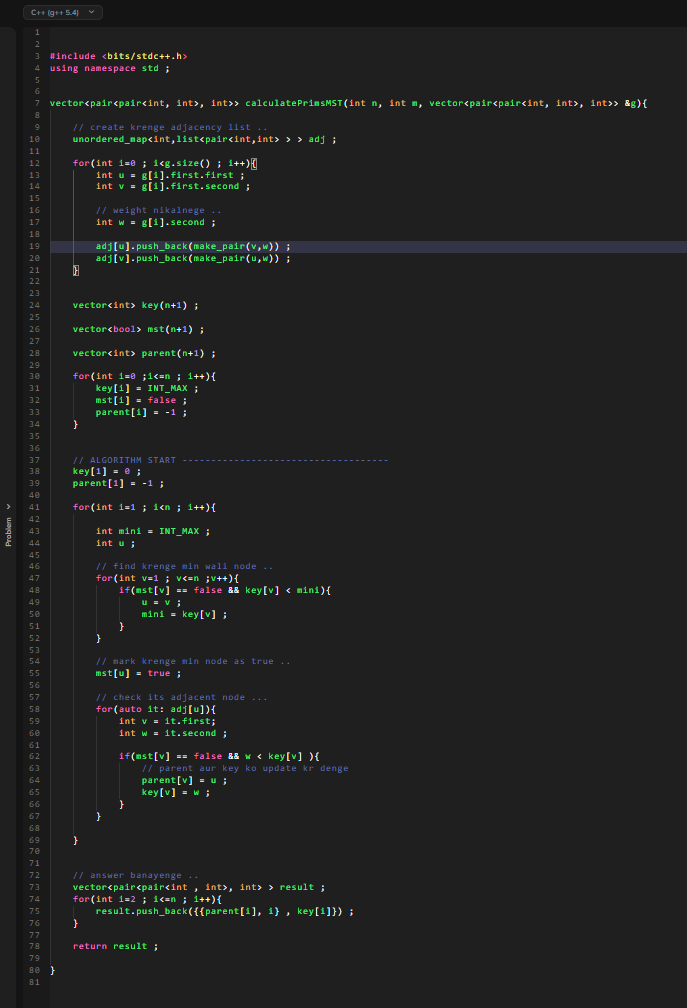 C++ (g++ 5.4)
1
2
3 #include <bits/stdc++.h>
4 using namespace std ;
5
6
7 vector<pair<pair<int, int>, int>> calculatePrimsMST(int n, int m, vector<pair<pair<int, int>, int>> &g){
8
9 // create krenge adjacency list ..
10 unordered_map<int,list<pair<int,int> > > adj ;
11
12 for(int i=0 ; i<g.size() ; i++){
13 int u = g[i].first.first ;
14 int v = g[i].first.second ;
15
16 // weight nikalnege ..
17 int w = g[i].second ;
18
19 adj[u].push_back(make_pair(v,w)) ;
20 adj[v].push_back(make_pair(u,w)) ;
21 }
22
23
24 vector<int> key(n+1) ;
25
26 vector<bool> mst(n+1) ;
27
28 vector<int> parent(n+1) ;
29
30 for(int i=0 ;i<=n ; i++){
31 key[i] = INT_MAX ;
32 mst[i] = false ;
33 parent[i] = -1 ;
34 }
35
36
37 // ALGORITHM START ------------------------------------
38 key[1] = 0 ;
39 parent[1] = -1 ;
40
41 for(int i=1 ; i<n ; i++){
42
43 int mini = INT_MAX ;
44 int u ;
45
46 // find krenge min wali node ..
47 for(int v=1 ; v<=n ;v++){
48 if(mst[v] == false && key[v] < mini){
49 u = v ;
50 mini = key[v] ;
51 }
52 }
53
54 // mark krenge min node as true ..
55 mst[u] = true ;
56
57 // check its adjacent node ...
58 for(auto it: adj[u]){
59 int v = it.first;
60 int w = it.second ;
61
62 if(mst[v] == false && w < key[v] ){
63 // parent aur key ko update kr denge
64 parent[v] = u ;
65 key[v] = w ;
66 }
67 }
68
69 }
70
71
72 // answer banayenge ..
73 vector<pair<pair<int , int>, int> > result ;
74 for(int i=2 ; i<=n ; i++){
75 result.push_back({{parent[i], i} , key[i]}) ;
76 }
77
78 return result ;
79
80 }
81
Problem